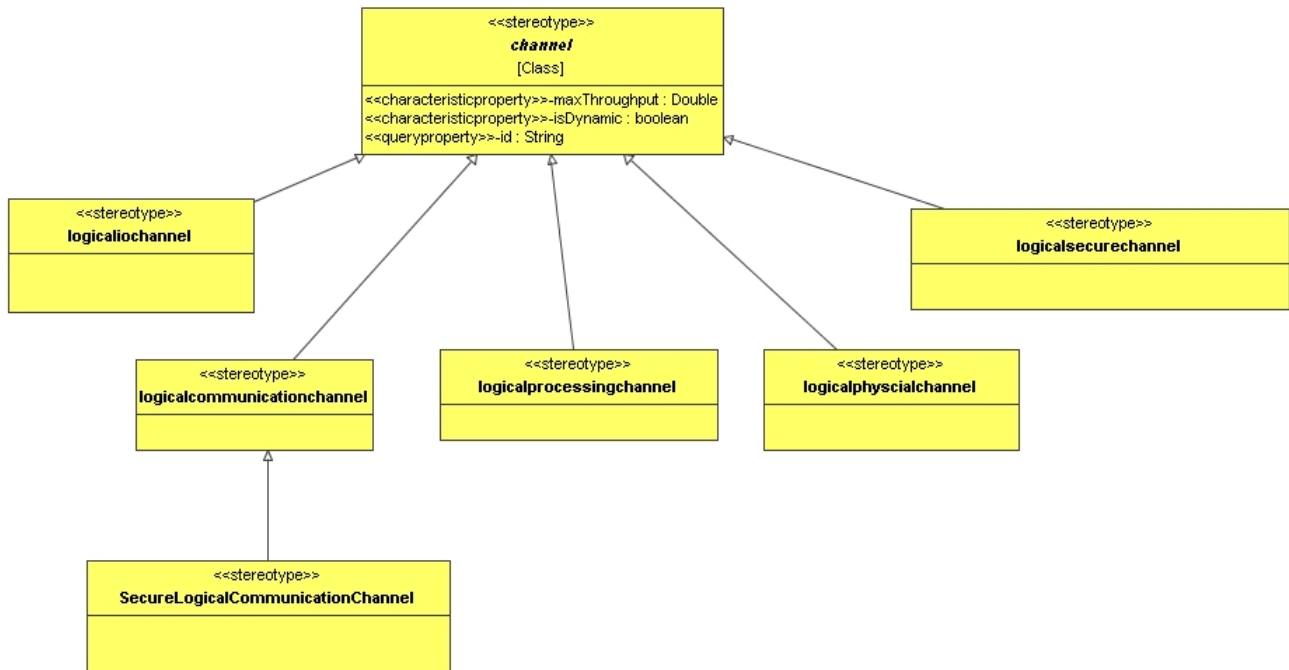 <<stereotype>>
channel
[Class]
<<characteristicproperty>>-maxThroughput : Double
<<characteristicproperty>>-isDynamic : boolean
<<queryproperty>>-id : String
<<stereotype>>
logicaliochannel
<<stereotype>>
logicalsecurechannel
<<stereotype>>
logicalcommunicationchannel
<<stereotype>>
logicalprocessingchannel
<<stereotype>>
logicalphyscialchannel
<<stereotype>>
SecureLogicalCommunicationChannel